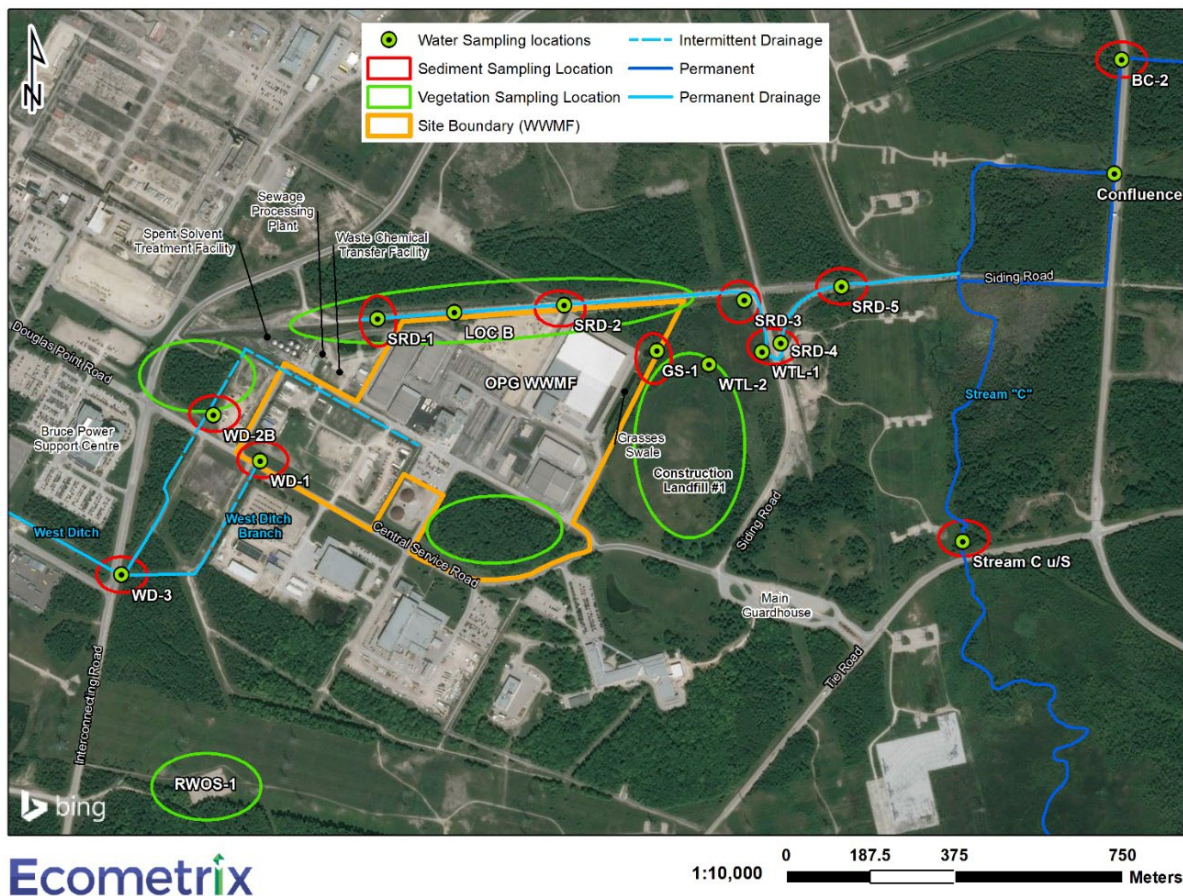 Water Sampling locations
Sediment Sampling Location
Vegetation Sampling Location
Site Boundary (WWMF)
Intermittent Drainage
Permanent
Permanent Drainage
N
BC-2
Confluence
Sewage
Processing
Plant
Spent Solvent
Treatment Facility
Waste Chemical
Transfer Facility
Siding Road
SRD-5
SRD-3
SRD-4
WTL-1
SRD-2
LOC B
SRD-1
Douglas Point Road
OPG WWMF
GS-1
WTL-2
Stream "C"
WD-2B
Bruce Power
Support Centre
WD-1
Grasses
Swale
Construction
Landfill #1
West Ditch
West Ditch
Branch
Central Service Road
Siding Road
Stream C u/S
WD-3
Main
Guardhouse
Tie Road
Interconnecting Road
RWOS-1
bing
Ecometrix
1:10,000
0 187.5 375 750
Meters